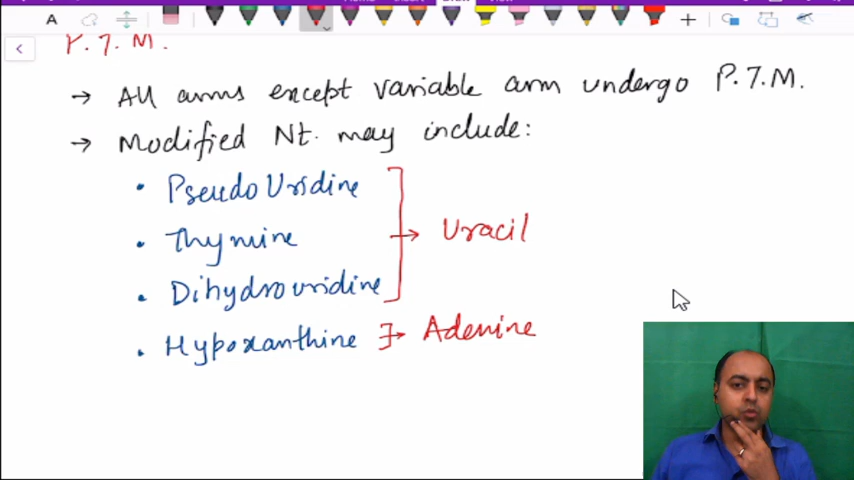 P.T.M.
→ All arms except variable arm undergo P.T.M.
→ Modified Nt. may include:
• PseudoUridine
• Thymine
→ Uracil
• Dihydrouridine
• Hypoxanthine → Adenine